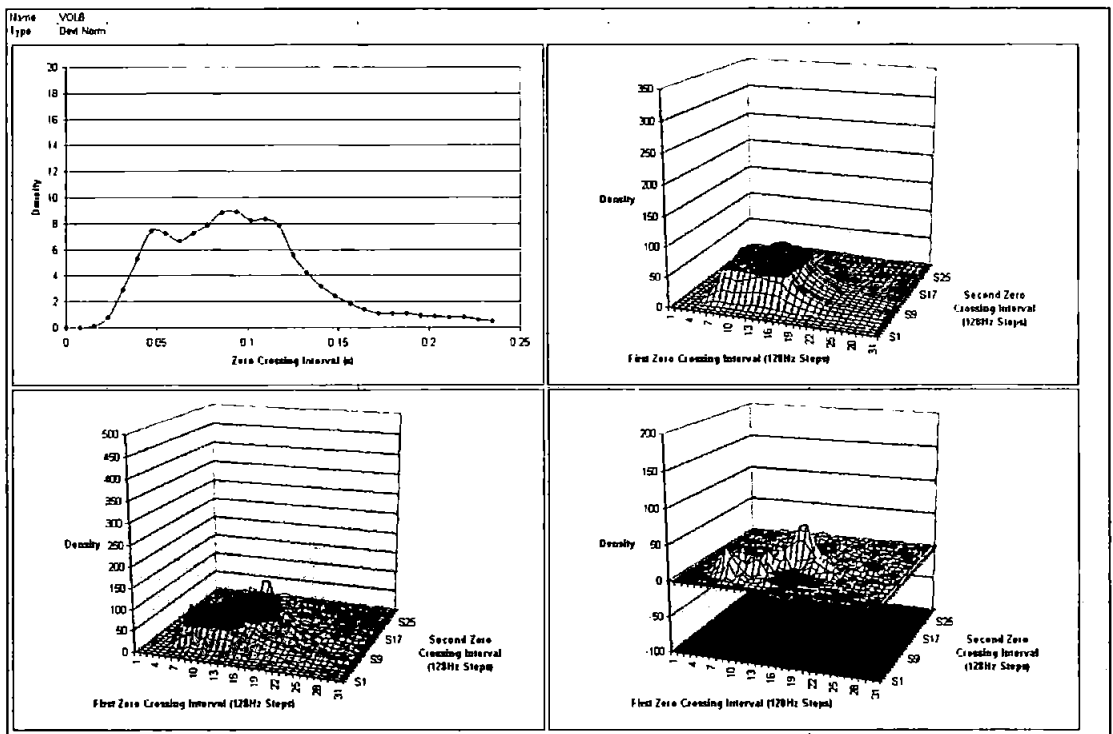 Name VOL8
Type Devt Norm
20
18
16
14
12
10
8
6
4
2
0
Density
0 0.05 0.1 0.15 0.2 0.25
Zero Crossing Interval (s)
350
300
250
200
150
100
50
0
Density
1 4 7 10 13 16 19 22 25 28 31
S1 S9 S17 S25
First Zero Crossing Interval (128Hz Steps)
Second Zero
Crossing Interval
(128Hz Steps)
500
450
400
350
300
250
200
150
100
50
0
Density
1 4 7 10 13 16 19 22 25 28 31
S1 S9 S17 S25
First Zero Crossing Interval (128Hz Steps)
Second Zero
Crossing Interval
(128Hz Steps)
200
150
100
50
0
-50
-100
Density
1 4 7 10 13 16 19 22 25 28 31
S1 S9 S17 S25
First Zero Crossing Interval (128Hz Steps)
Second Zero
Crossing Interval
(128Hz Steps)